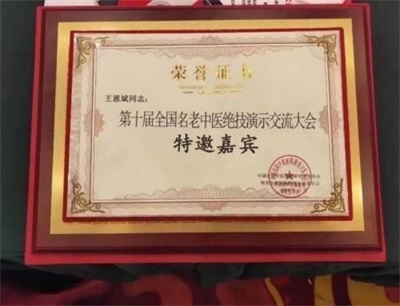 荣誉证书
王恩斌同志：
第十届全国名老中医绝技演示交流大会
特邀嘉宾